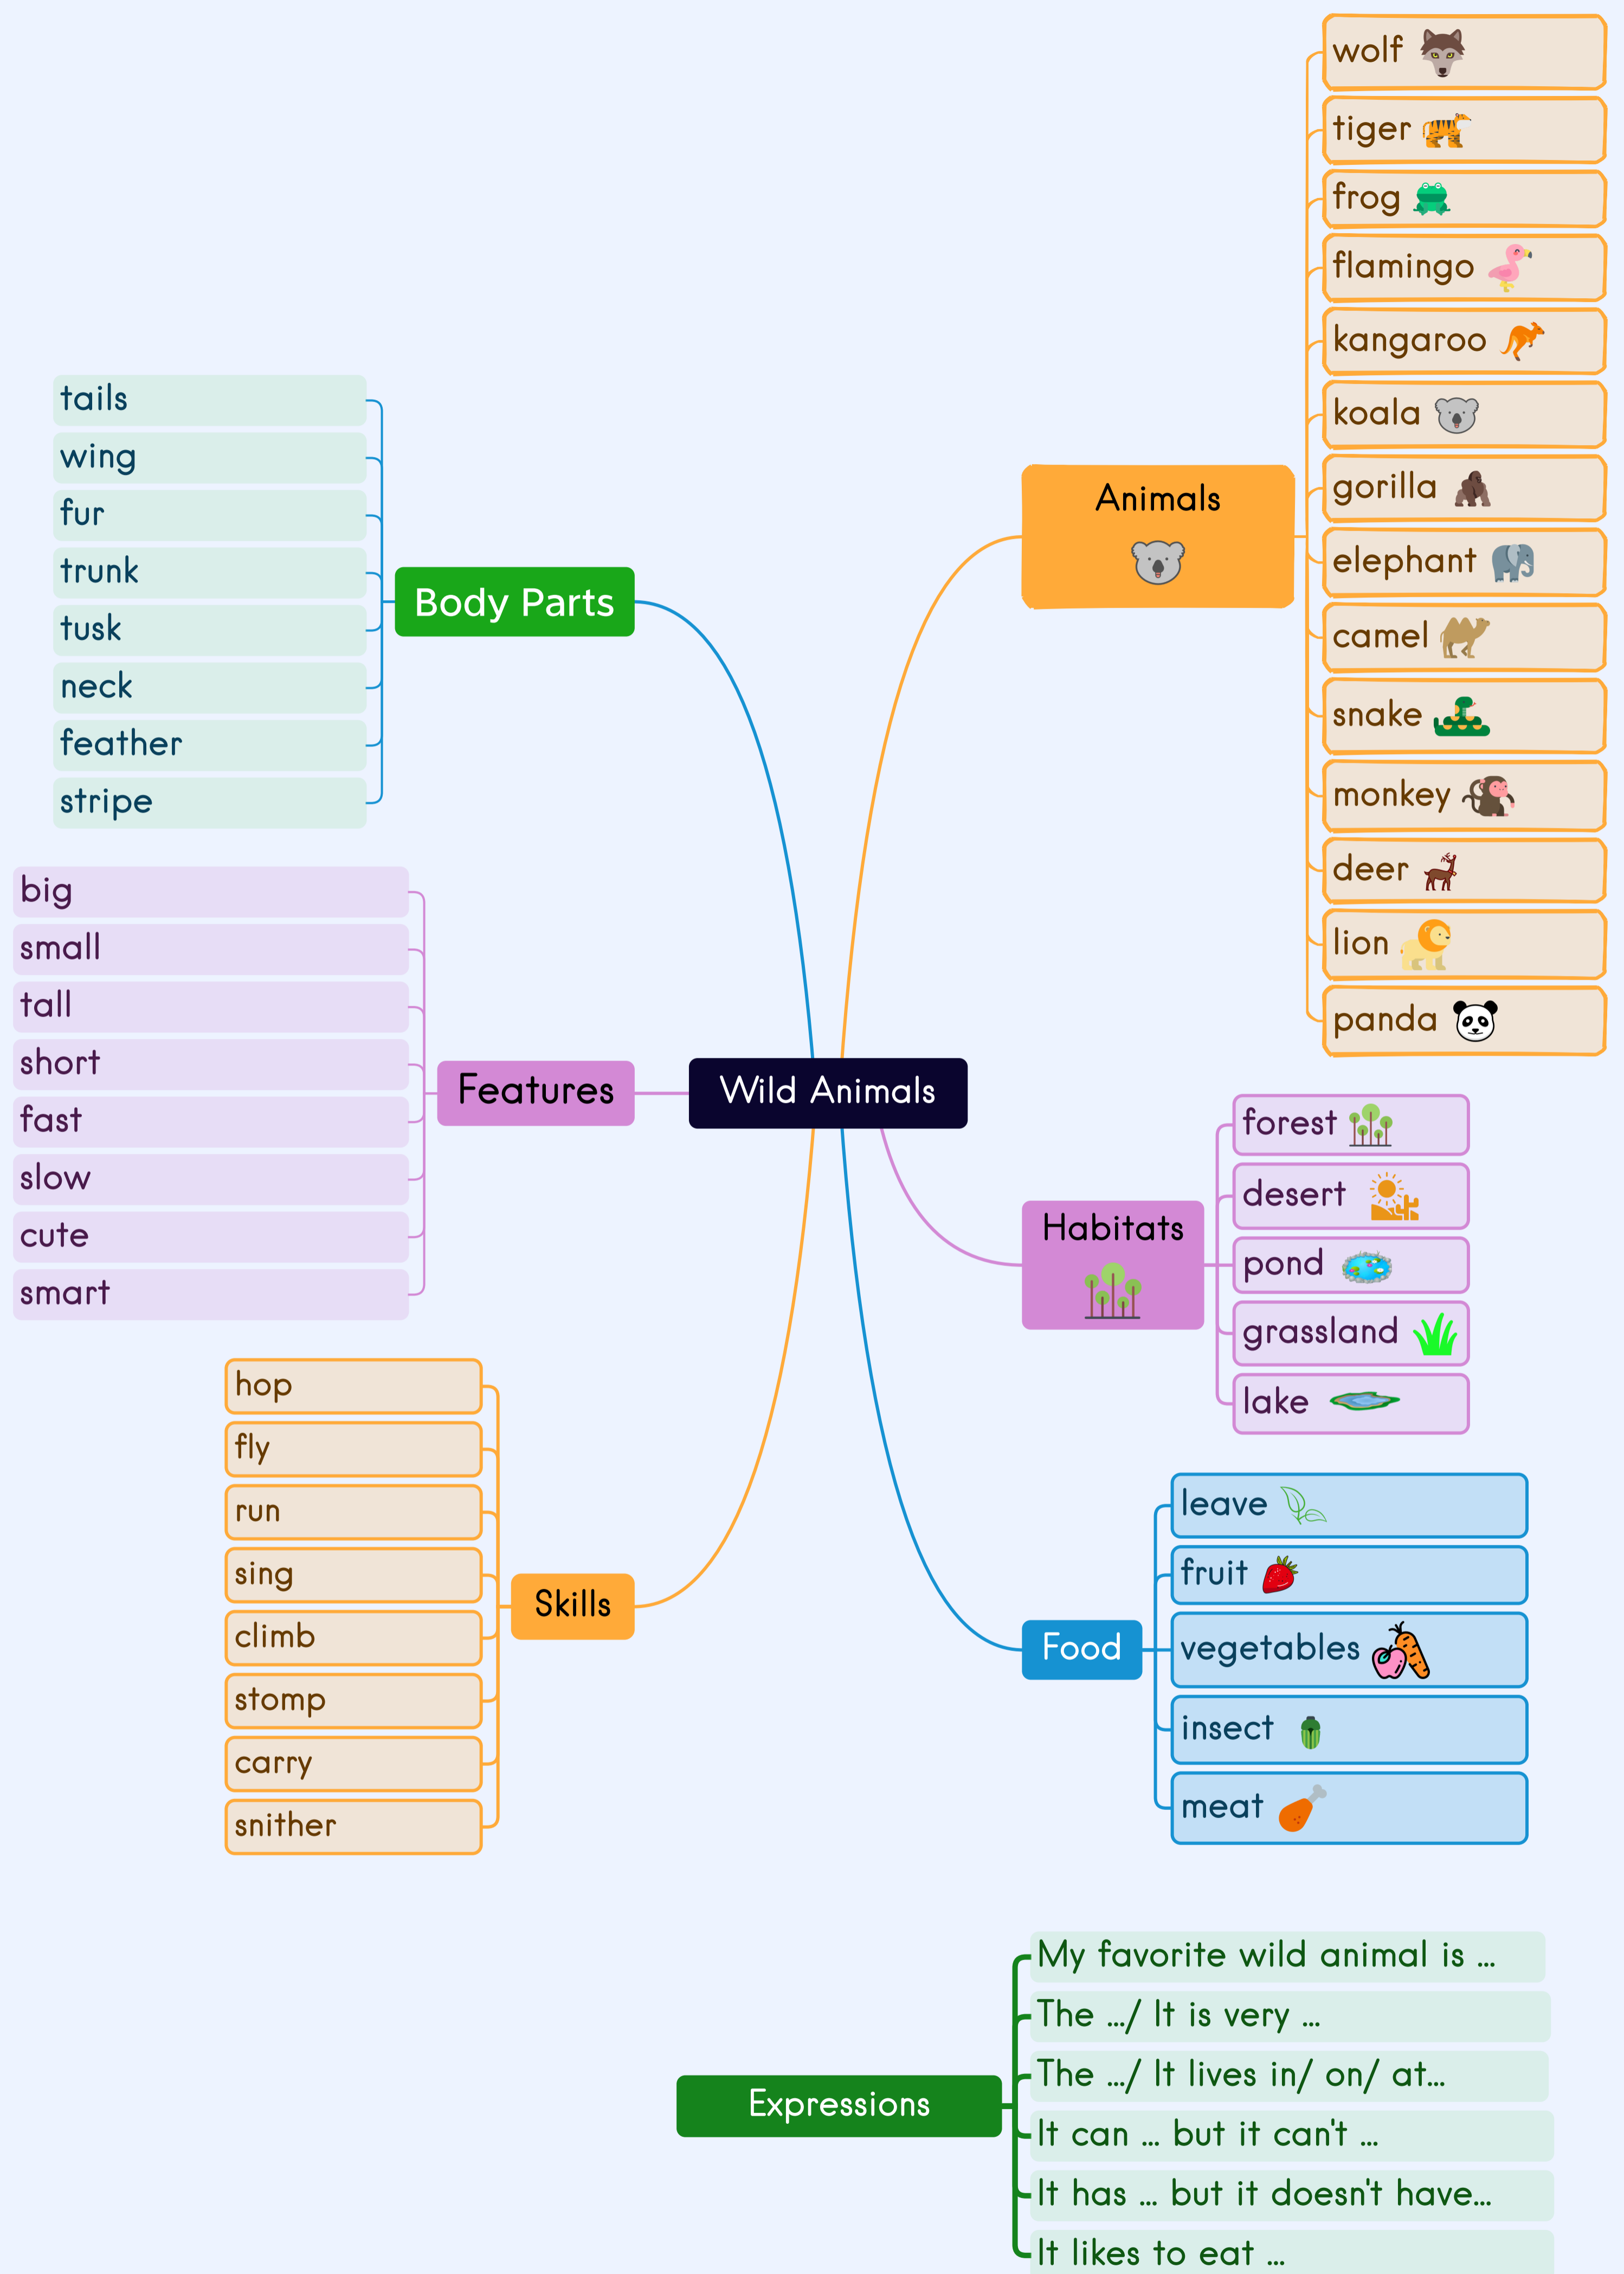 Wild Animals
Animals
wolf
tiger
frog
flamingo
kangaroo
koala
gorilla
elephant
camel
snake
monkey
deer
lion
panda
Habitats
forest
desert
pond
grassland
lake
Food
leave
fruit
vegetables
insect
meat
Body Parts
tails
wing
fur
trunk
tusk
neck
feather
stripe
Features
big
small
tall
short
fast
slow
cute
smart
Skills
hop
fly
run
sing
climb
stomp
carry
snither
Expressions
My favorite wild animal is ...
The .../ It is very ...
The .../ It lives in/ on/ at...
It can ... but it can't ...
It has ... but it doesn't have...
It likes to eat ...